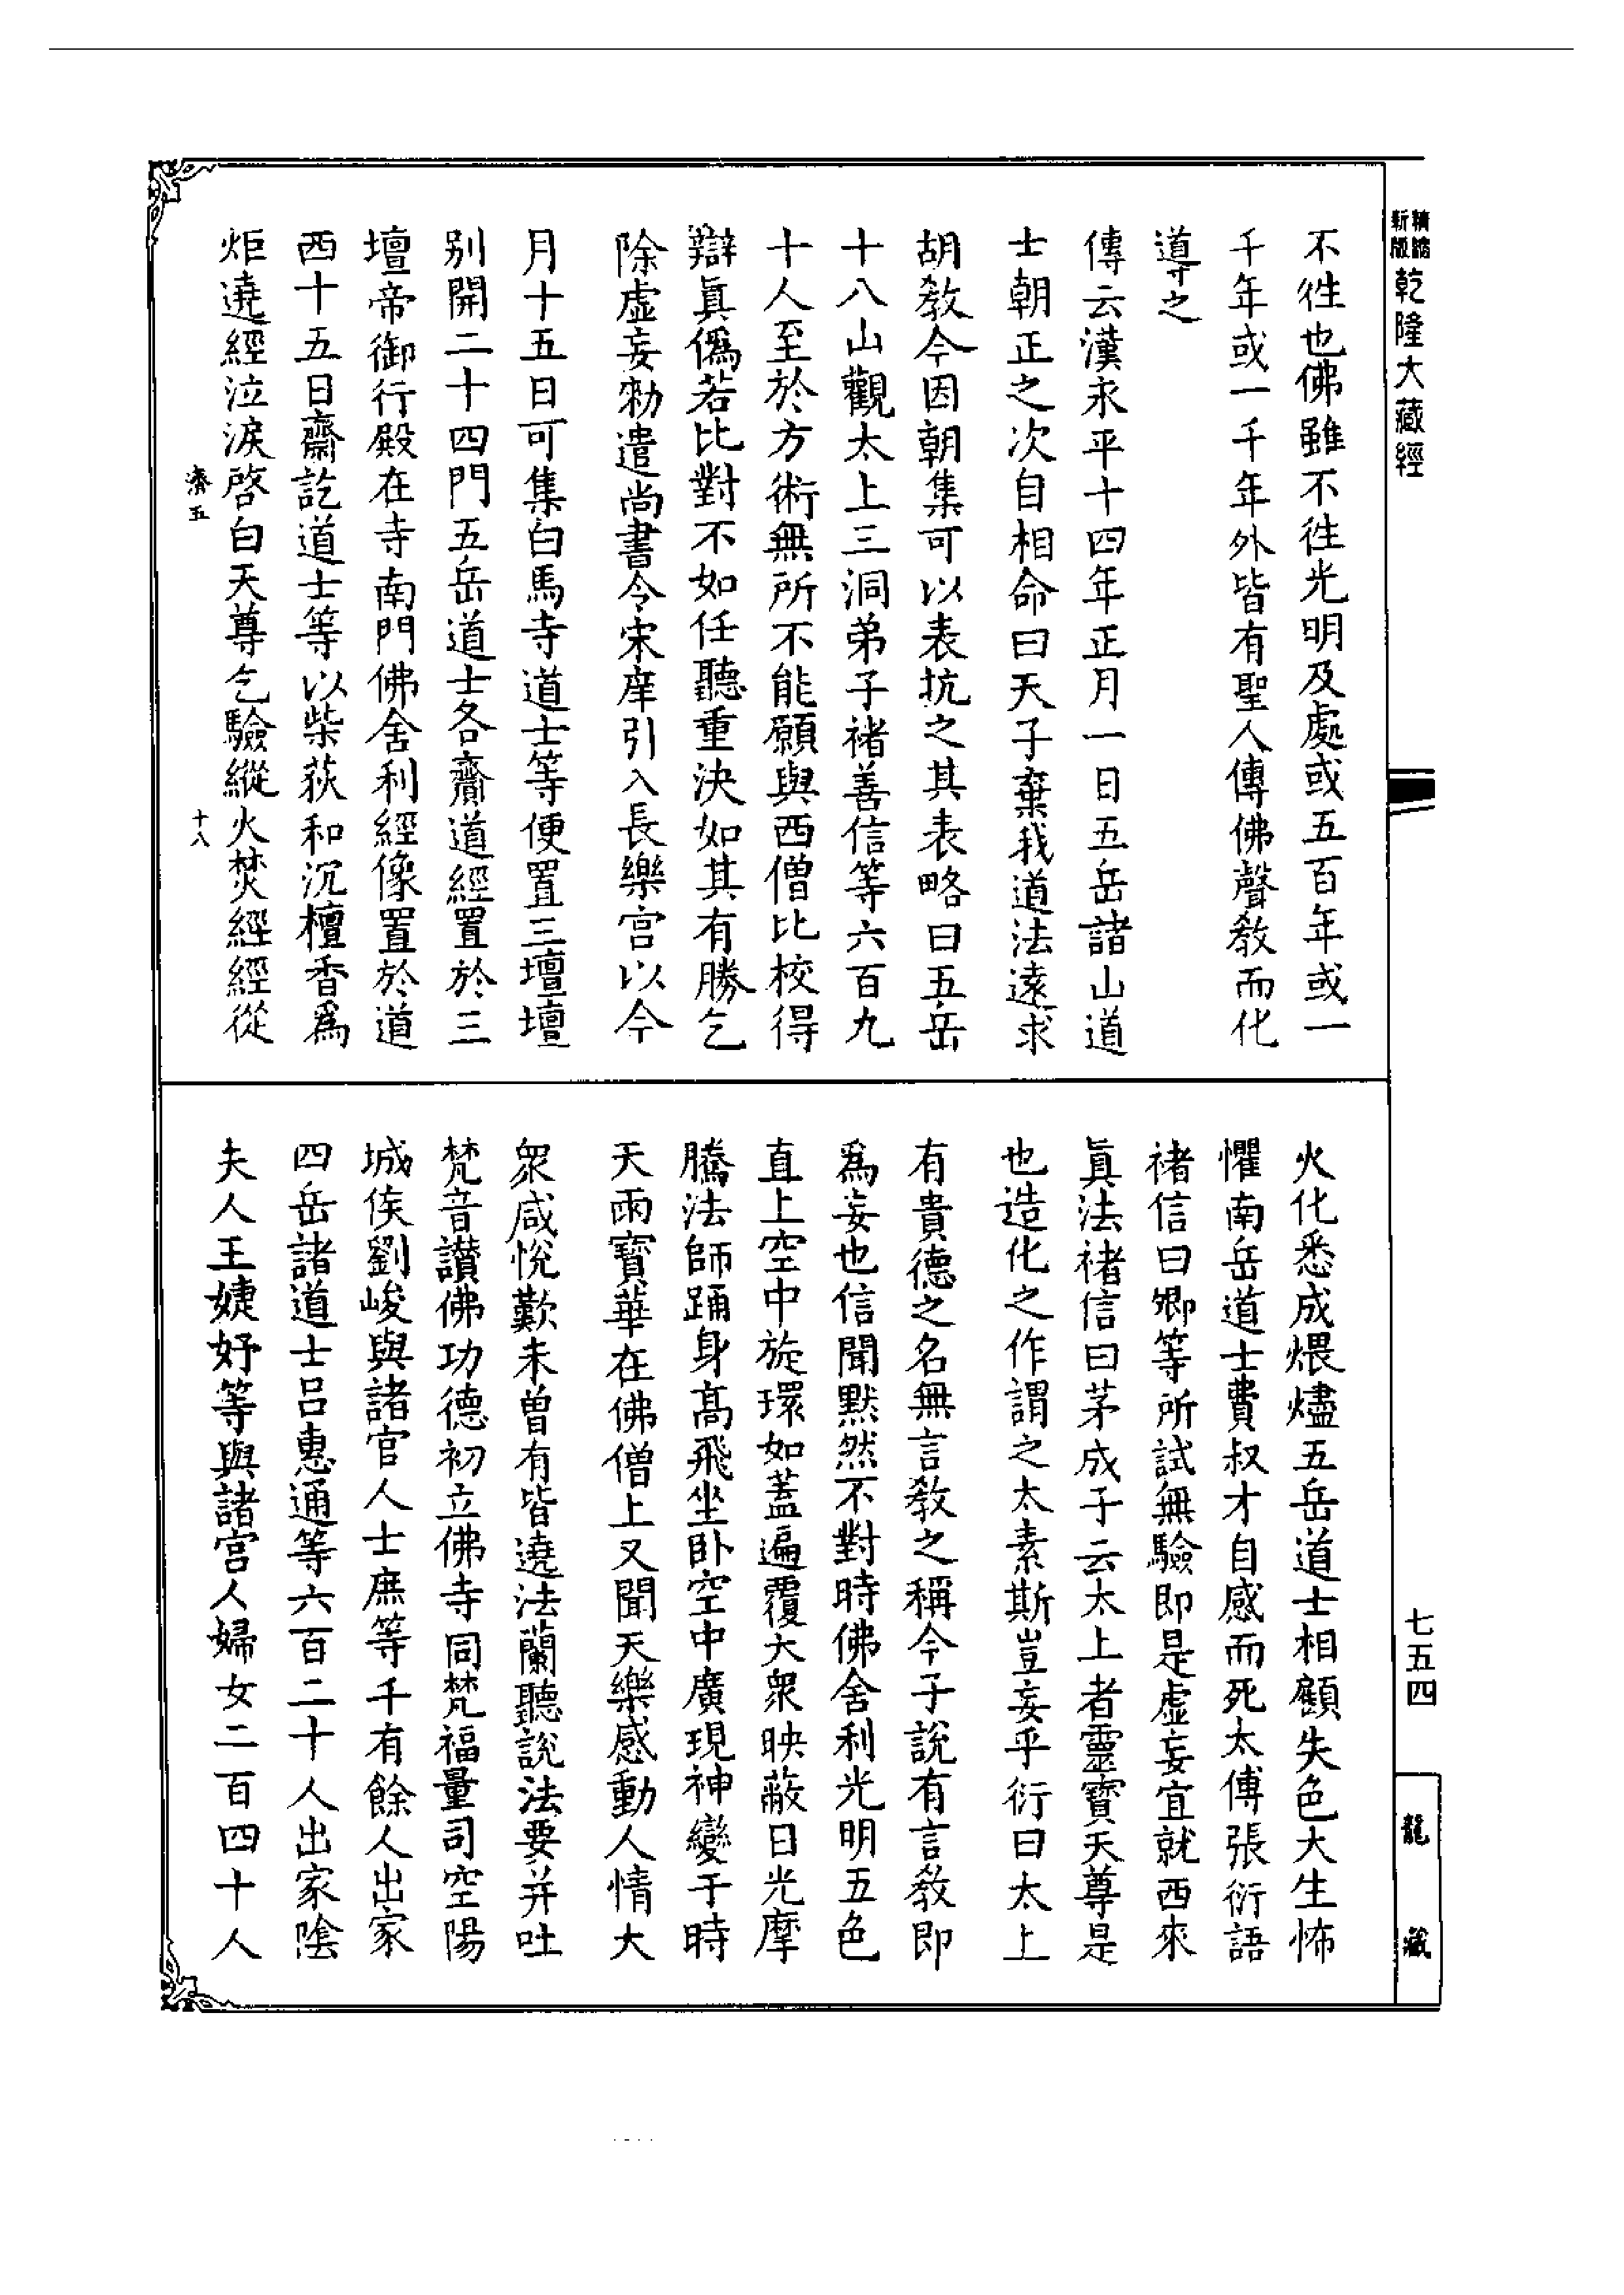 精鐫新版
乾隆大藏經
不徃也佛雖不徃光明及處或五百年或一
千年或一千年外皆有聖人傳佛聲敎而化
導之
傳云漢永平十四年正月一日五岳諸山道
士朝正之次自相命曰天子棄我道法遠求
胡敎今因朝集可以表抗之其表略曰五岳
十八山觀太上三洞弟子褚善信等六百九
十人至於方術無所不能願與西僧比校得
辯眞僞若比對不如任聽重決如其有勝乞
除虛妄勑遣尚書令宋庠引入長樂宫以今
月十五日可集白馬寺道士等便置三壇壇
别開二十四門五岳道士各齎道經置於三
壇帝御行殿在寺南門佛舍利經像置於道
西十五日齋訖道士等以柴荻和沉檀香爲
炬遶經泣淚啓白天尊乞驗縱火焚經經從
濟五
十八
火化悉成煨燼五岳道士相顧失色大生怖
懼南岳道士費叔才自感而死太傅張衍語
褚信曰卿等所試無驗即是虛妄宜就西來
眞法褚信曰茅成子云太上者靈寶天尊是
也造化之作謂之太素斯豈妄乎衍曰太上
有貴德之名無言敎之稱今子說有言敎即
爲妄也信聞默然不對時佛舍利光明五色
直上空中旋環如蓋遍覆大衆映蔽日光摩
騰法師踊身髙飛坐卧空中廣現神變于時
天雨寶華在佛僧上又聞天樂感動人情大
衆咸恱歎未曾有皆遶法蘭聽說法要并吐
梵音讃佛功德初立佛寺同梵福量司空陽
城侯劉峻與諸官人士庶等千有餘人出家
四岳諸道士吕惠通等六百二十人出家隂
夫人王婕妤等與諸宫人婦女二百四十人
七五四
龍藏